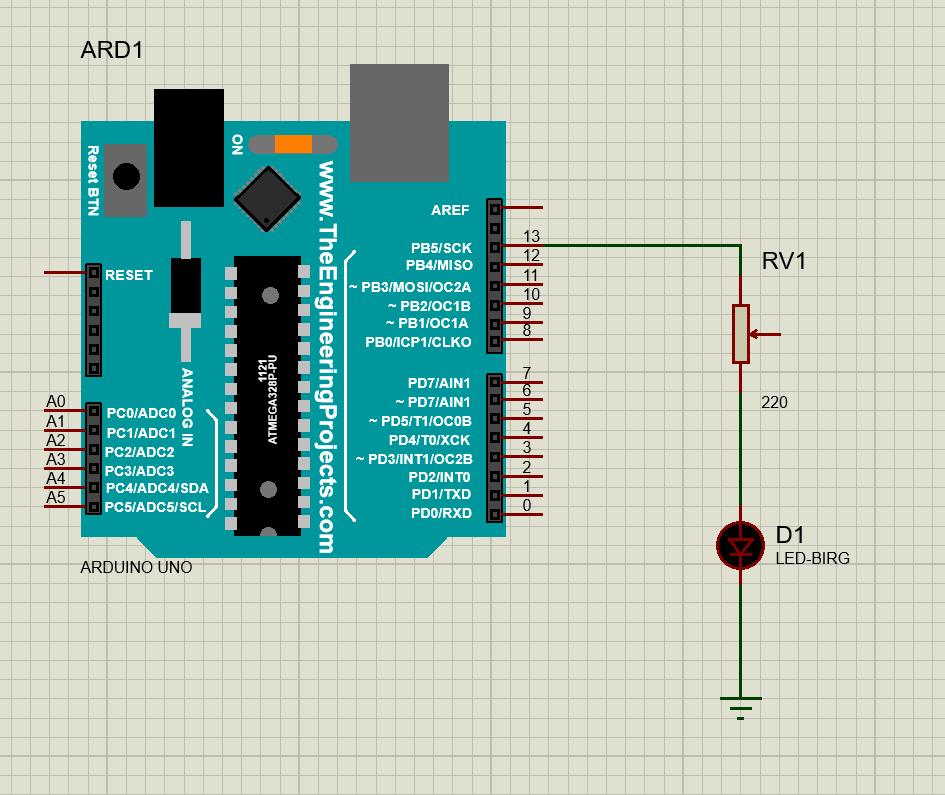 ARD1
ON
Reset BTN
www.TheEngineeringProjects.com
RESET
ANALOG IN
1121
ATMEGA328P-PU
A0 PC0/ADC0
A1 PC1/ADC1
A2 PC2/ADC2
A3 PC3/ADC3
A4 PC4/ADC4/SDA
A5 PC5/ADC5/SCL
AREF
PB5/SCK 13
PB4/MISO 12
~ PB3/MOSI/OC2A 11
~ PB2/OC1B 10
~ PB1/OC1A 9
PB0/ICP1/CLKO 8
PD7/AIN1 7
~ PD7/AIN1 6
~ PD5/T1/OC0B 5
PD4/T0/XCK 4
~ PD3/INT1/OC2B 3
PD2/INT0 2
PD1/TXD 1
PD0/RXD 0
ARDUINO UNO
RV1
220
D1
LED-BIRG